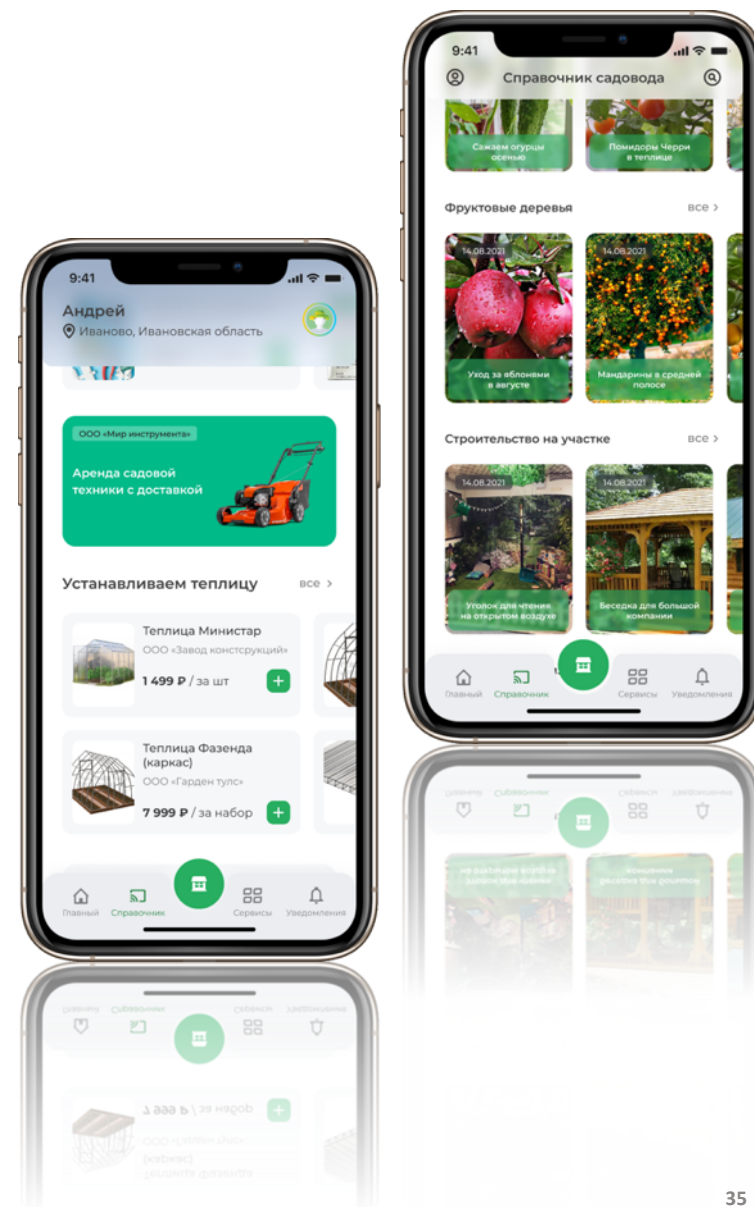 9:41
Андрей
Иваново, Ивановская область
ООО «Мир инструмента»
Аренда садовой
техники с доставкой
Устанавливаем теплицу
все >
Теплица Министар
ООО «Завод констсрукций»
1 499 ₽ / за шт
Теплица Фазенда
(каркас)
ООО «Гарден тулс»
7 999 ₽ / за набор
Главный
Справочник
Сервисы
Уведомления
9:41
Справочник садовода
Сажаем огурцы
осенью
Помидоры Черри
в теплице
Фруктовые деревья
все >
14.08.2021
14.08.2021
Уход за яблонями
в августе
Мандарины в средней
полосе
Строительство на участке
все >
14.08.2021
14.08.2021
Уголок для чтения
на открытом воздухе
Беседка для большой
компании
Главный
Справочник
Сервисы
Уведомления
35